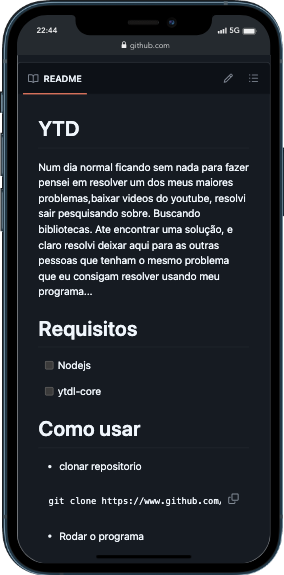 22:44
5G
github.com
README
YTD
Num dia normal ficando sem nada para fazer
pensei em resolver um dos meus maiores
problemas,baixar videos do youtube, resolvi
sair pesquisando sobre. Buscando
bibliotecas. Ate encontrar uma solução, e
claro resolvi deixar aqui para as outras
pessoas que tenham o mesmo problema
que eu consigam resolver usando meu
programa...
Requisitos
Nodejs
ytdl-core
Como usar
clonar repositorio
git clone https://www.github.com/
Rodar o programa